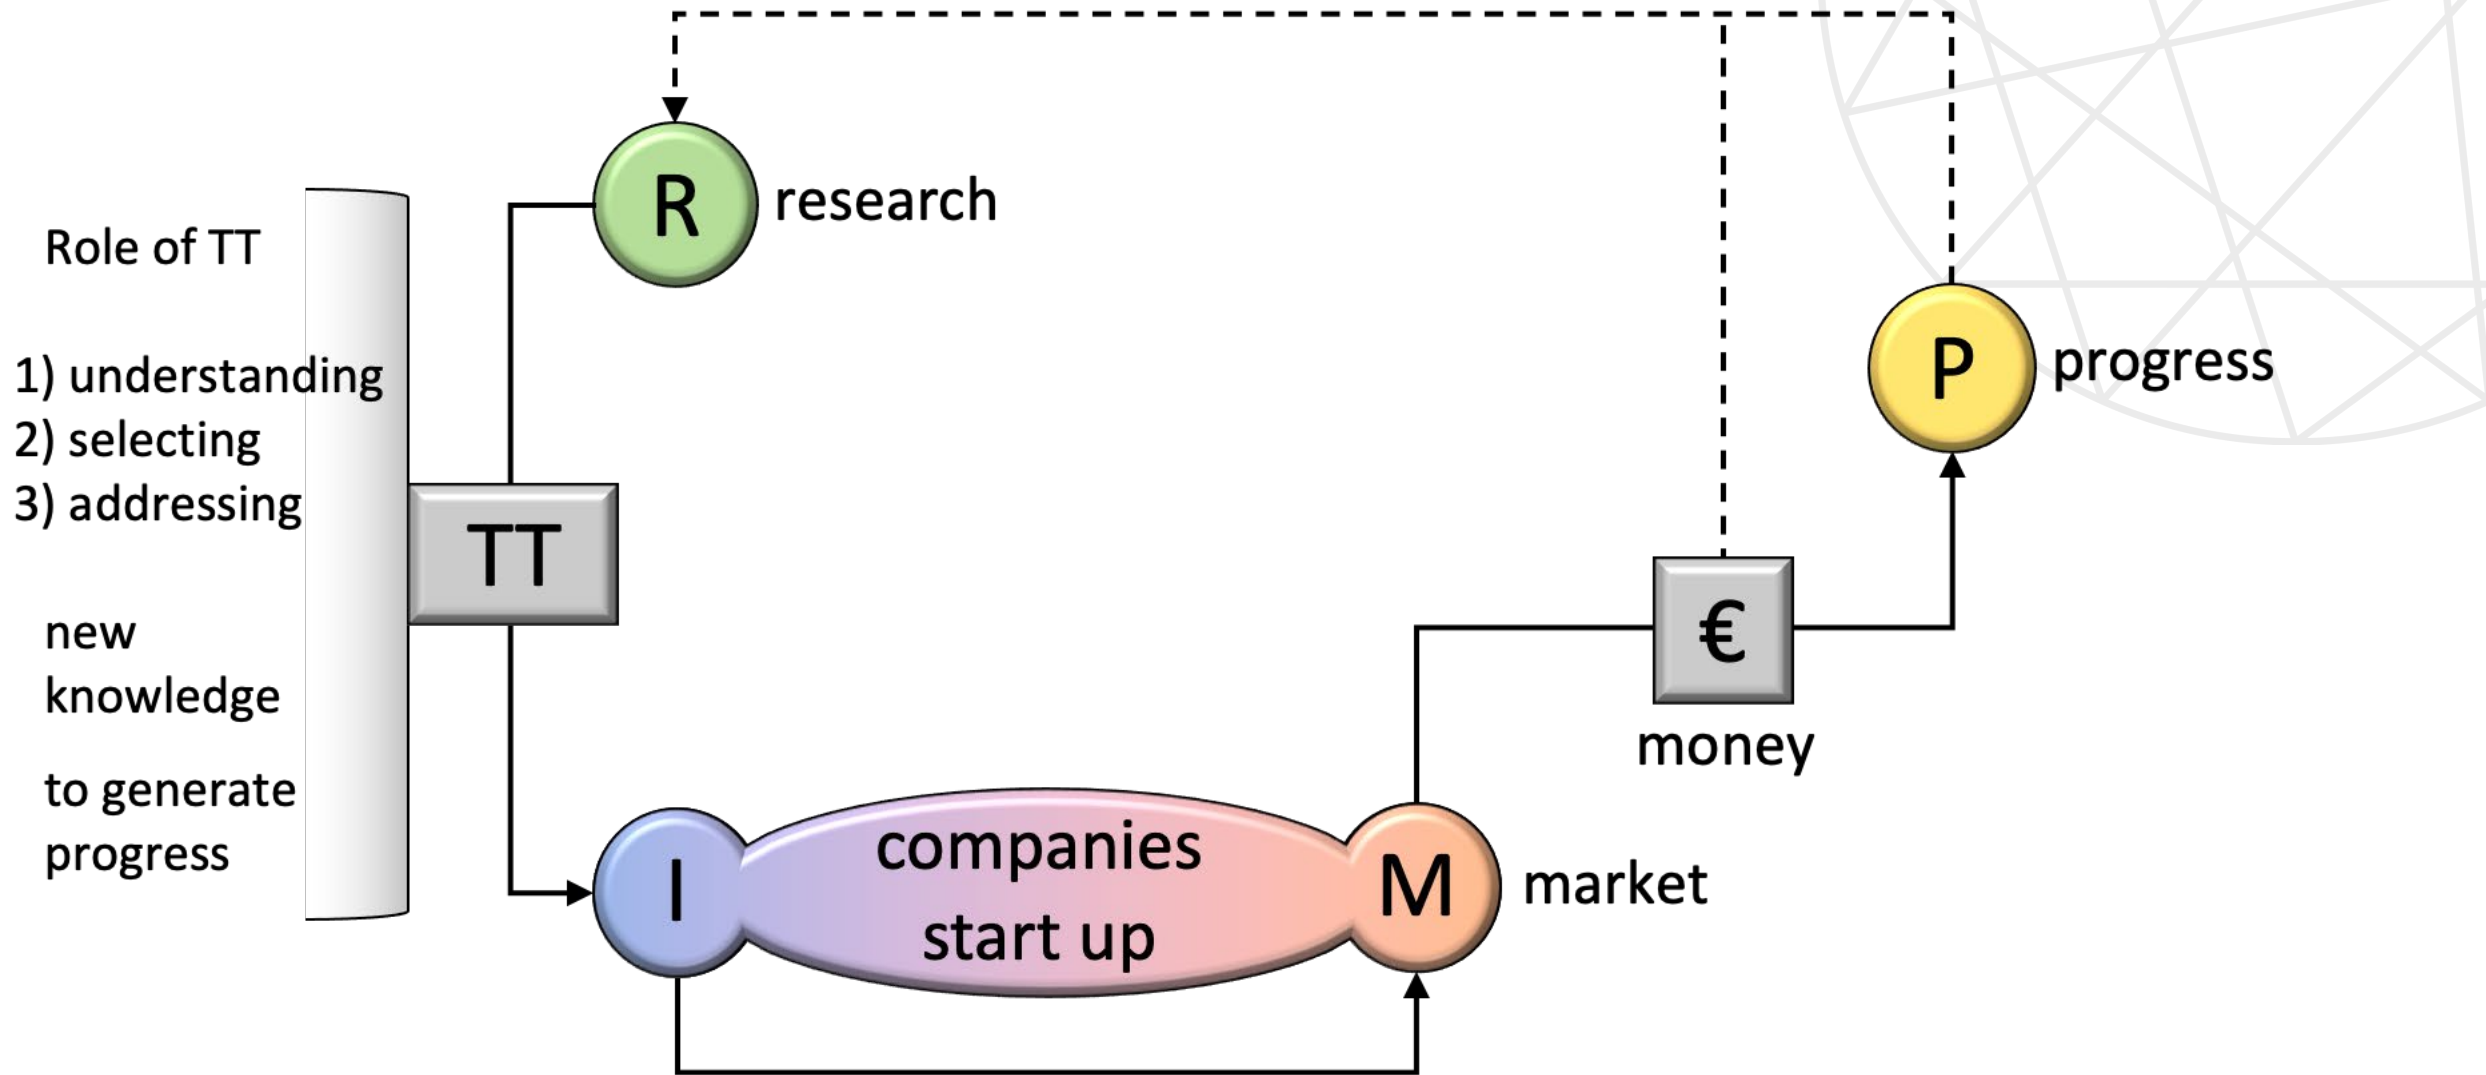 R
research
Role of TT
1) understanding
2) selecting
3) addressing
new
knowledge
to generate
progress
TT
P
progress
€
money
I
companies
start up
M
market